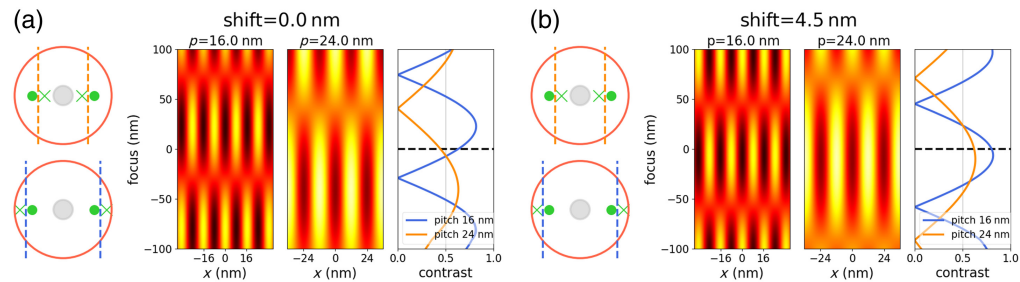 (a)
shift=0.0 nm
p=16.0 nm
p=24.0 nm
focus (nm)
100
50
0
−50
−100
−16 0 16
x (nm)
−24 0 24
x (nm)
pitch 16 nm
pitch 24 nm
0.0 0.5 1.0
contrast
(b)
shift=4.5 nm
p=16.0 nm
p=24.0 nm
focus (nm)
100
50
0
−50
−100
−16 0 16
x (nm)
−24 0 24
x (nm)
pitch 16 nm
pitch 24 nm
0.0 0.5 1.0
contrast